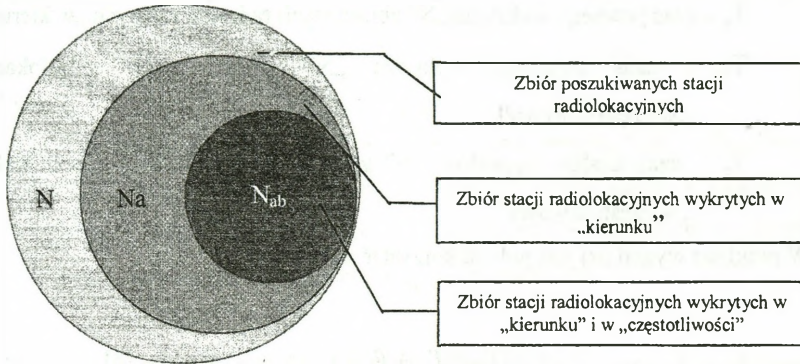 Zbiór poszukiwanych stacji
radiolokacyjnych
N
Na
Nab
Zbiór stacji radiolokacyjnych wykrytych w
„kierunku”
Zbiór stacji radiolokacyjnych wykrytych w
„kierunku” i w „częstotliwości”